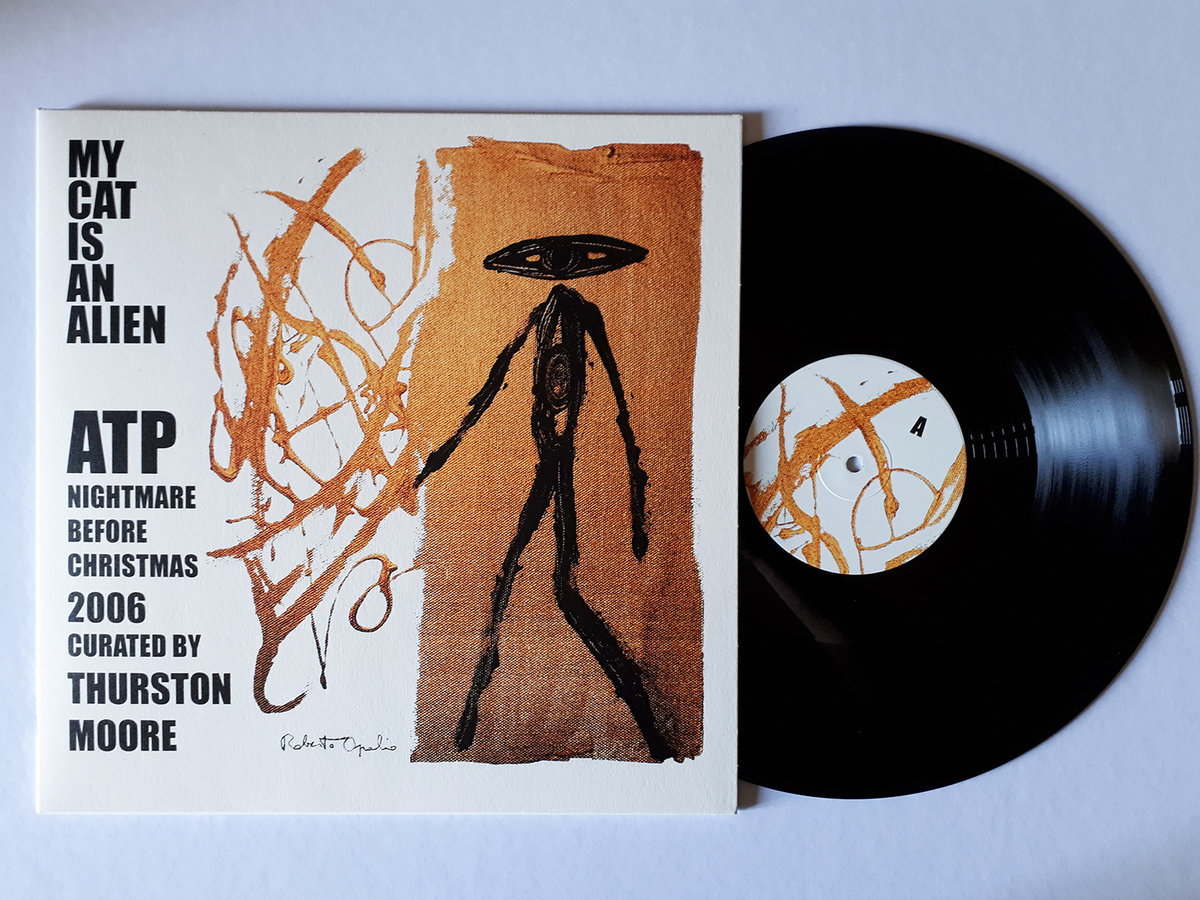 MY
CAT
IS
AN
ALIEN
ATP
NIGHTMARE
BEFORE
CHRISTMAS
2006
CURATED BY
THURSTON
MOORE
Roberto Opalio
A